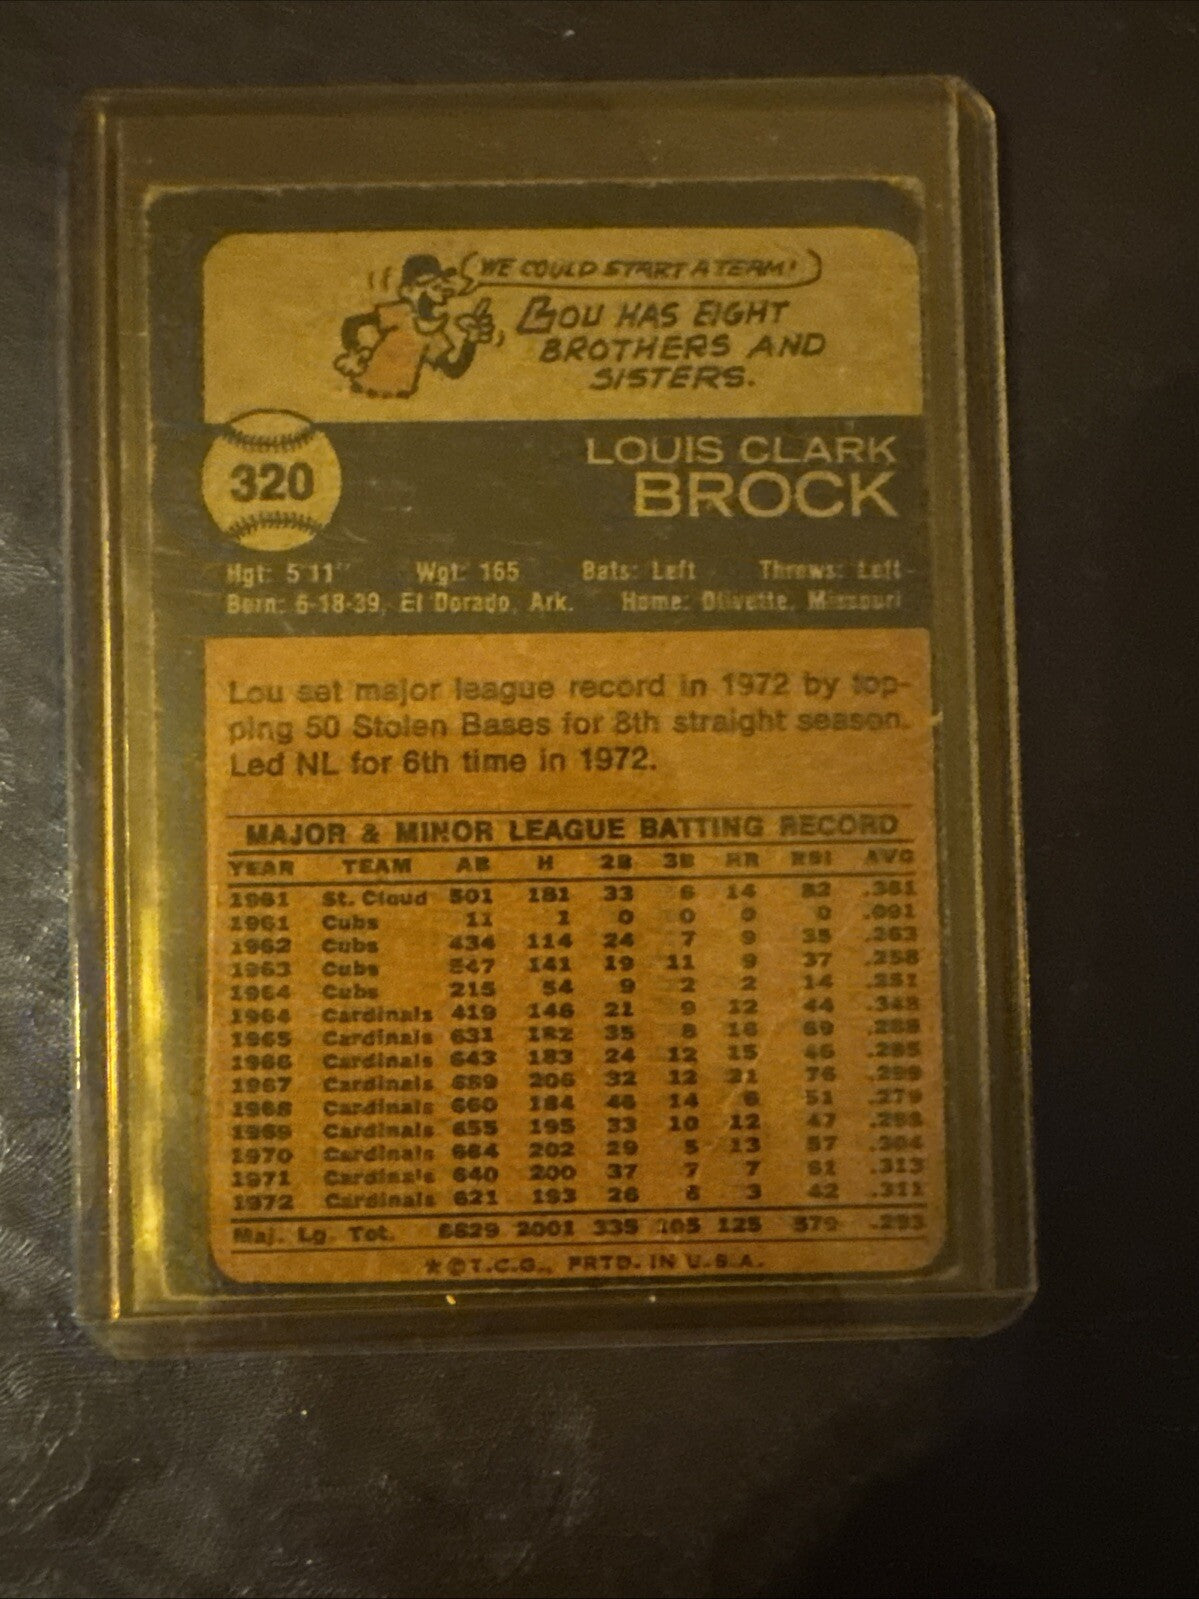 WE COULD START A TEAM!
LOU HAS EIGHT
BROTHERS AND
SISTERS.
320
LOUIS CLARK
BROCK
Hgt: 5'11" Wgt: 165 Bats: Left Throws: Left
Born: 6-18-39, El Dorado, Ark. Home: Olivette, Missouri
Lou set major league record in 1972 by top-
ping 50 Stolen Bases for 8th straight season.
Led NL for 6th time in 1972.
MAJOR & MINOR LEAGUE BATTING RECORD
YEAR TEAM AB H 2B 3B HR RBI AVG
1961 St. Cloud 501 181 33 6 14 82 .361
1961 Cubs 11 1 0 0 0 0 .091
1962 Cubs 434 114 24 7 9 35 .263
1963 Cubs 547 141 19 11 9 37 .258
1964 Cubs 215 54 9 2 2 14 .251
1964 Cardinals 419 146 21 9 12 44 .348
1965 Cardinals 631 182 35 8 16 69 .288
1966 Cardinals 643 183 24 12 15 46 .285
1967 Cardinals 689 206 32 12 21 76 .299
1968 Cardinals 660 184 46 14 6 51 .279
1969 Cardinals 655 195 33 10 12 47 .298
1970 Cardinals 664 202 29 5 13 57 .304
1971 Cardinals 640 200 37 7 7 61 .313
1972 Cardinals 621 193 26 8 3 42 .311
Maj. Lg. Tot. 2001 335 105 125 579 .293
★©T.C.G., PRTD. IN U.S.A.